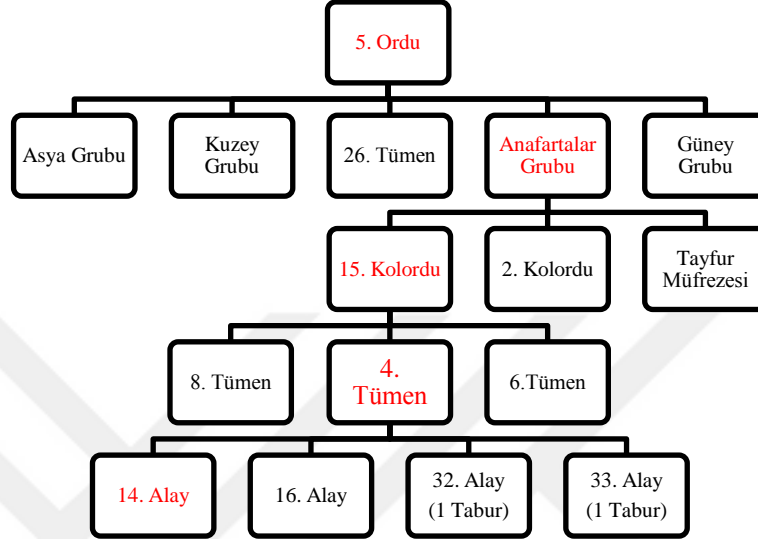 5. Ordu
Asya Grubu
Kuzey
Grubu
26. Tümen
Anafartalar
Grubu
Güney
Grubu
15. Kolordu
2. Kolordu
Tayfur
Müfrezesi
8. Tümen
4.
Tümen
6.Tümen
14. Alay
16. Alay
32. Alay
(1 Tabur)
33. Alay
(1 Tabur)